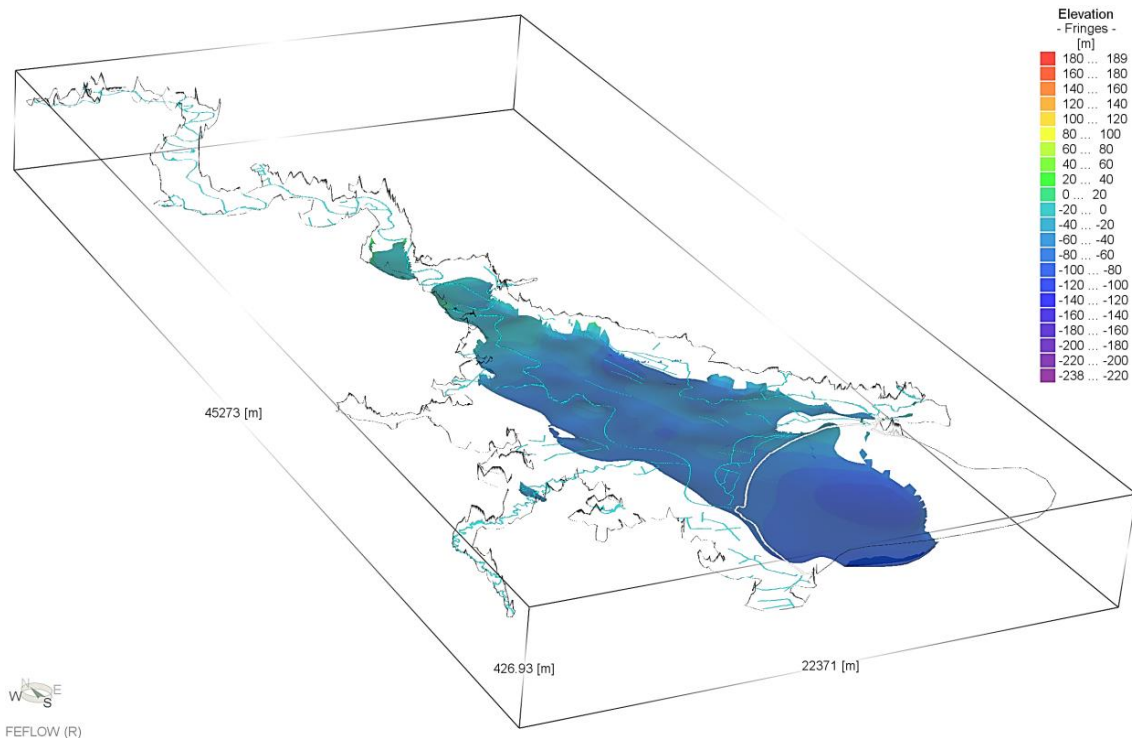 Elevation
- Fringes -
[m]
180 ... 189
160 ... 180
140 ... 160
120 ... 140
100 ... 120
80 ... 100
60 ... 80
40 ... 60
20 ... 40
0 ... 20
-20 ... 0
-40 ... -20
-60 ... -40
-80 ... -60
-100 ... -80
-120 ... -100
-140 ... -120
-160 ... -140
-180 ... -160
-200 ... -180
-220 ... -200
-238 ... -220
45273 [m]
426.93 [m]
22371 [m]
N
E
W
S
FEFLOW (R)